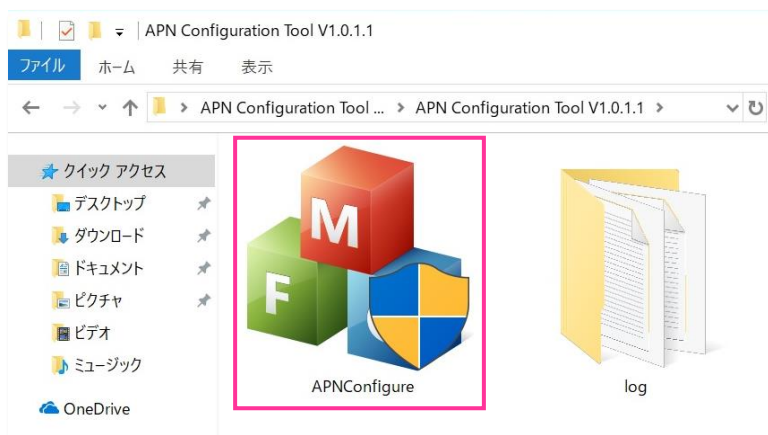 APN Configuration Tool V1.0.1.1
ファイル ホーム 共有 表示
APN Configuration Tool ... > APN Configuration Tool V1.0.1.1 >
クイック アクセス
デスクトップ
ダウンロード
ドキュメント
ピクチャ
ビデオ
ミュージック
OneDrive
M
F
APNConfigure
log